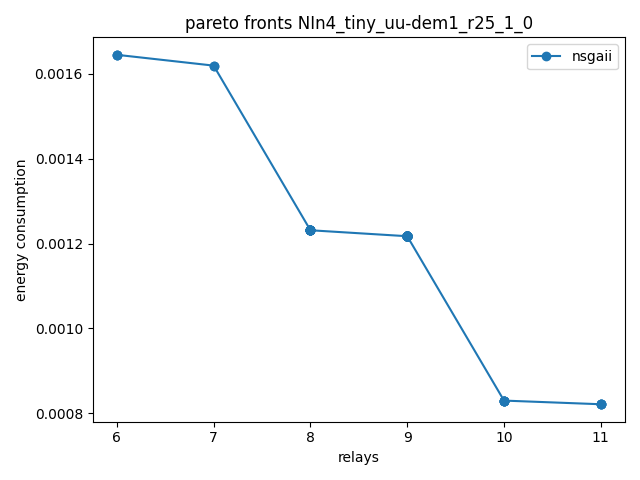 pareto fronts NIn4_tiny_uu-dem1_r25_1_0
nsgaii
0.0016
0.0014
0.0012
0.0010
0.0008
energy consumption
6 7 8 9 10 11
relays